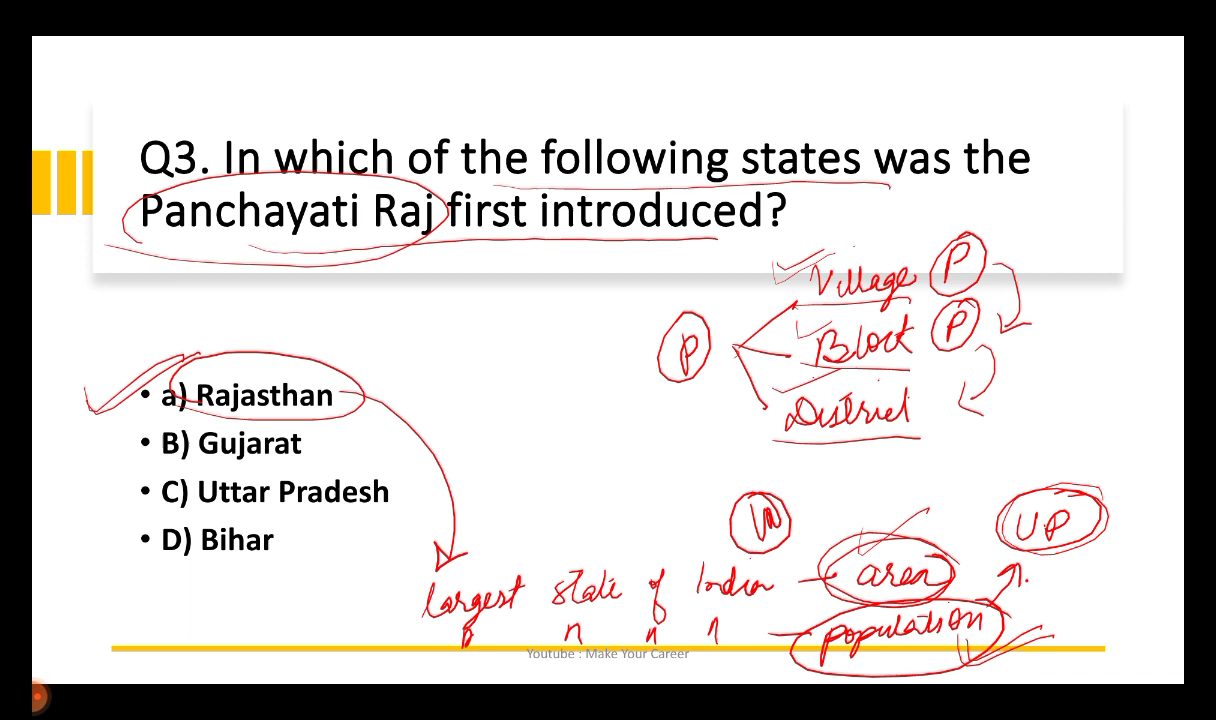 Q3. In which of the following states was the
Panchayati Raj first introduced?
Village P
P Block P
District
• a) Rajasthan
• B) Gujarat
• C) Uttar Pradesh
• D) Bihar
UP
largest state of India – area
" " " " – population
Youtube : Make Your Career